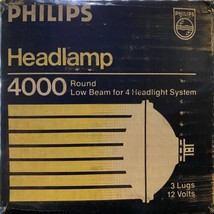 PHILIPS
PHILIPS
Headlamp
4000 Round
Low Beam for 4 Headlight System
3 Lugs
12 Volts